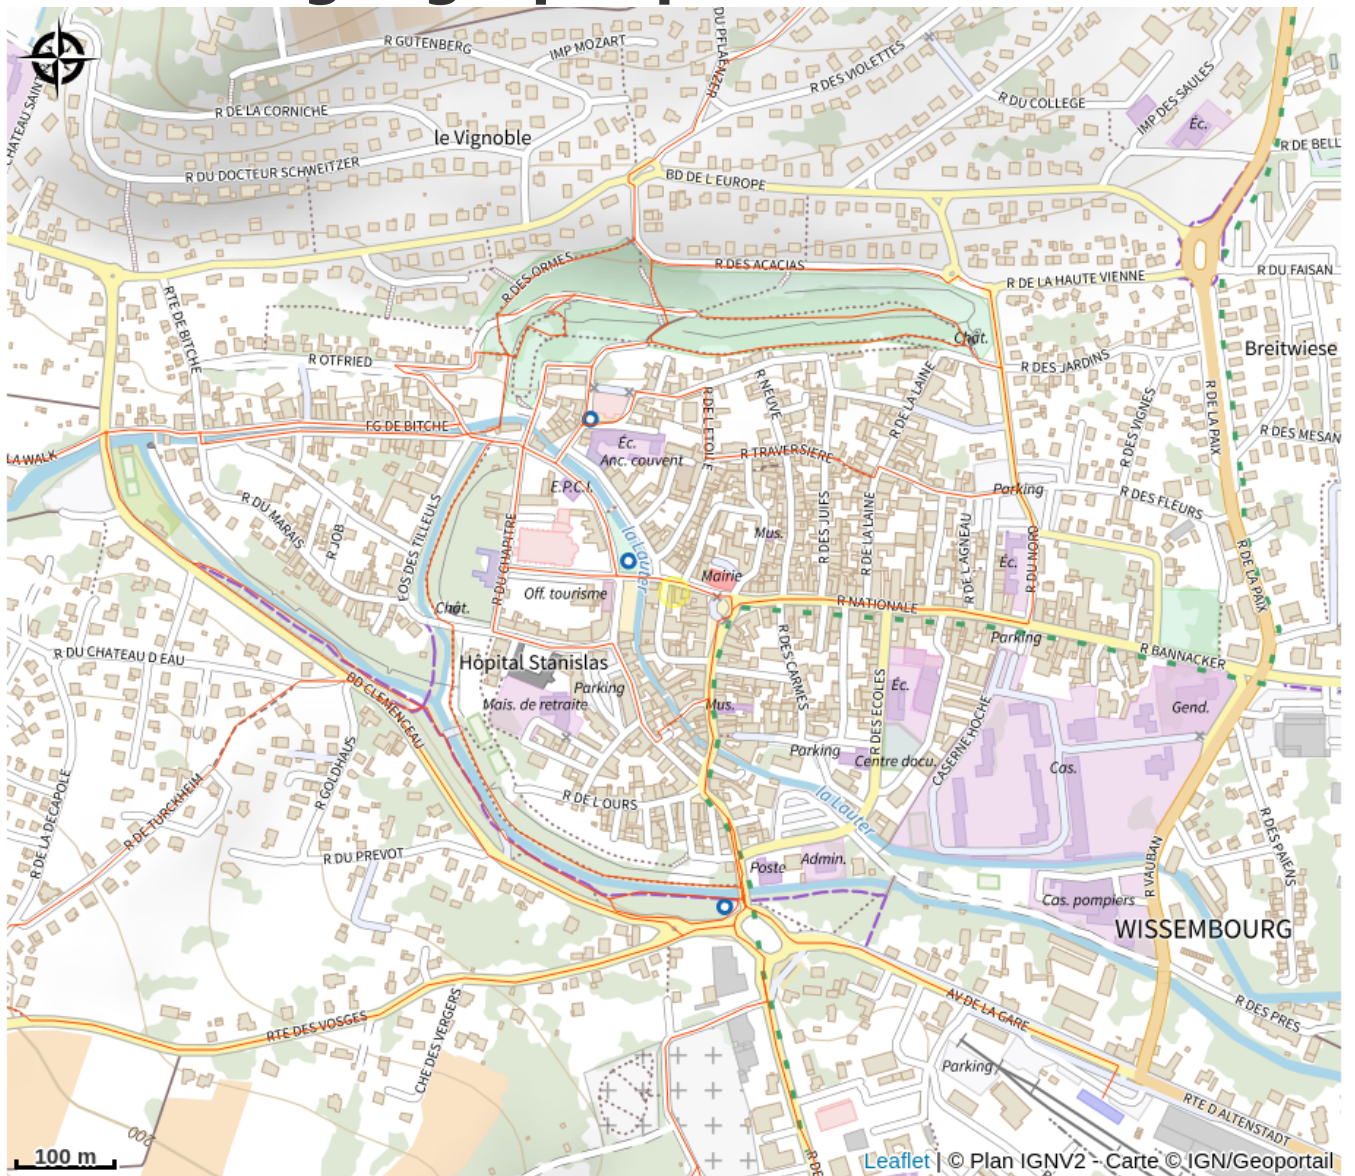 R GUTENBERG
IMP MOZART
DU PFLAENZER
R DES VIOLETTES
CHATEAU SAINT
R DE LA CORNICHE
le Vignoble
R DU COLLEGE
IMP DES SAULES
Éc.
R DE BELL
R DU DOCTEUR SCHWEITZER
BD DE L EUROPE
R DES ORMES
R DES ACACIAS
R DE LA HAUTE VIENNE
R DU FAISAN
RTE DE BITCHE
Chât.
R OTFRIED
R DES JARDINS
Breitwiese
R NEUVE
R DE L ETOILE
R DE LA LAINE
R DES VIGNES
R DE LA PAIX
FG DE BITCHE
Éc.
Anc. couvent
R TRAVERSIERE
R DES MESAN
LA WALK
E.P.C.I.
Parking
R DES FLEURS
R DU MARAIS
R JOB
FOS DES TILLEULS
R DU CHAPITRE
la Lauter
Mus.
R DES JUIFS
R DE LA LAINE
R DE L AGNEAU
Éc.
R DU NORD
R DE LA PAIX
Mairie
Off. tourisme
Chât.
R NATIONALE
Parking
R BANNACKER
R DU CHATEAU D EAU
Hôpital Stanislas
Parking
Mais. de retraite
Mus.
R DES CARMES
R DES ECOLES
Éc.
Gend.
BD CLEMENCEAU
R GOLDHAUS
Parking
Centre docu.
CASERNE HOCHE
Cas.
R DE LA DECAPOLE
R DE TURCKHEIM
R DE L OURS
la Lauter
R DU PREVOT
Poste
Admin.
R VAUBAN
R DES PAIENS
Cas. pompiers
WISSEMBOURG
RTE DES VOSGES
CHE DES VERGERS
AV DE LA GARE
R DES PRES
Parking
RTE D ALTENSTADT
200
R DE
100 m
Leaflet | © Plan IGNV2 - Carte © IGN/Geoportail